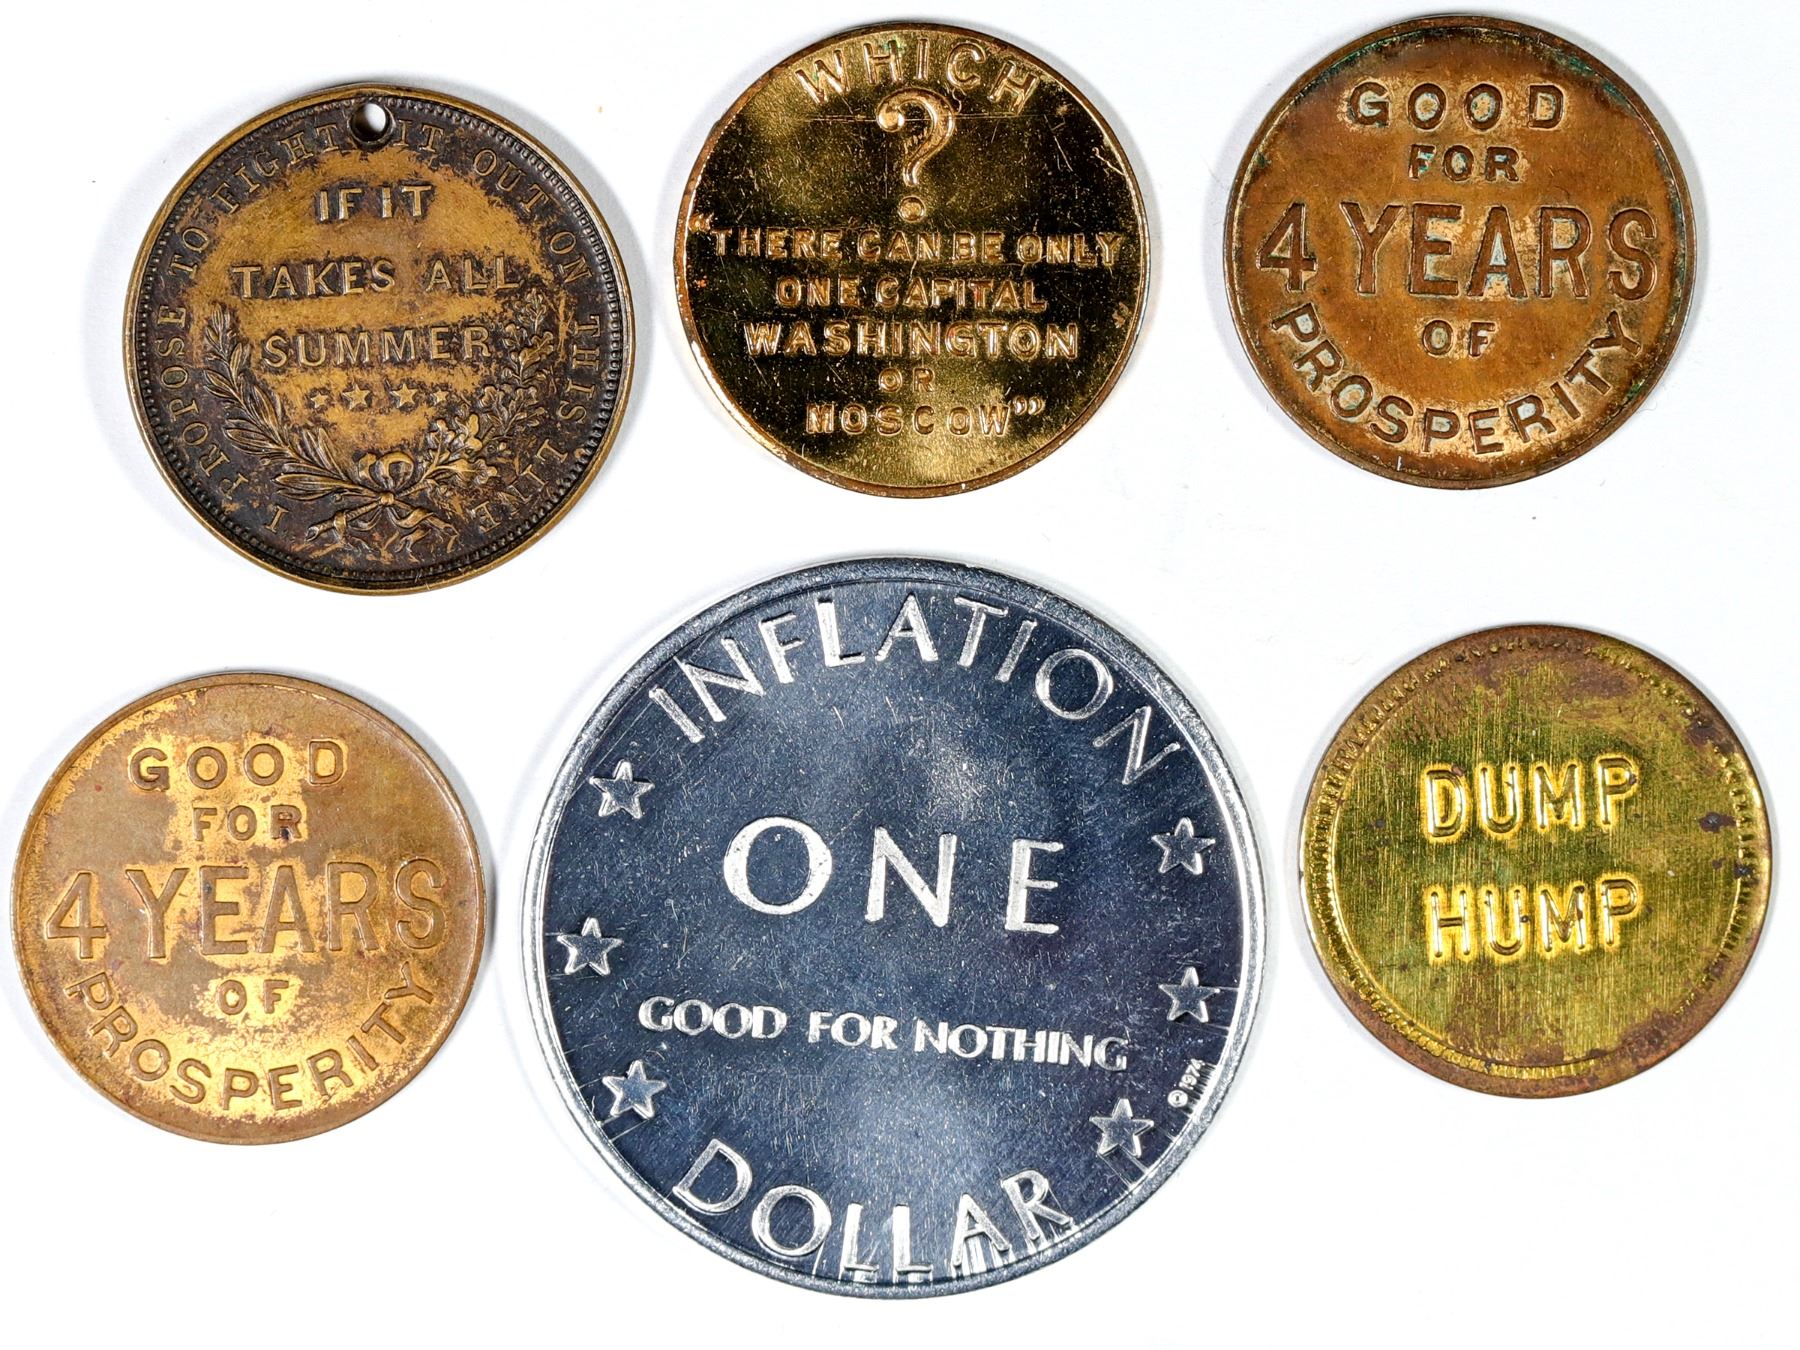 I PROPOSE TO FIGHT IT OUT ON THIS LINE
IF IT
TAKES ALL
SUMMER
WHICH
?
"THERE CAN BE ONLY
ONE CAPITAL
WASHINGTON
OR
MOSCOW"
GOOD
FOR
4 YEARS
OF
PROSPERITY
GOOD
FOR
4 YEARS
OF
PROSPERITY
INFLATION
ONE
GOOD FOR NOTHING
©1974
DOLLAR
DUMP
HUMP